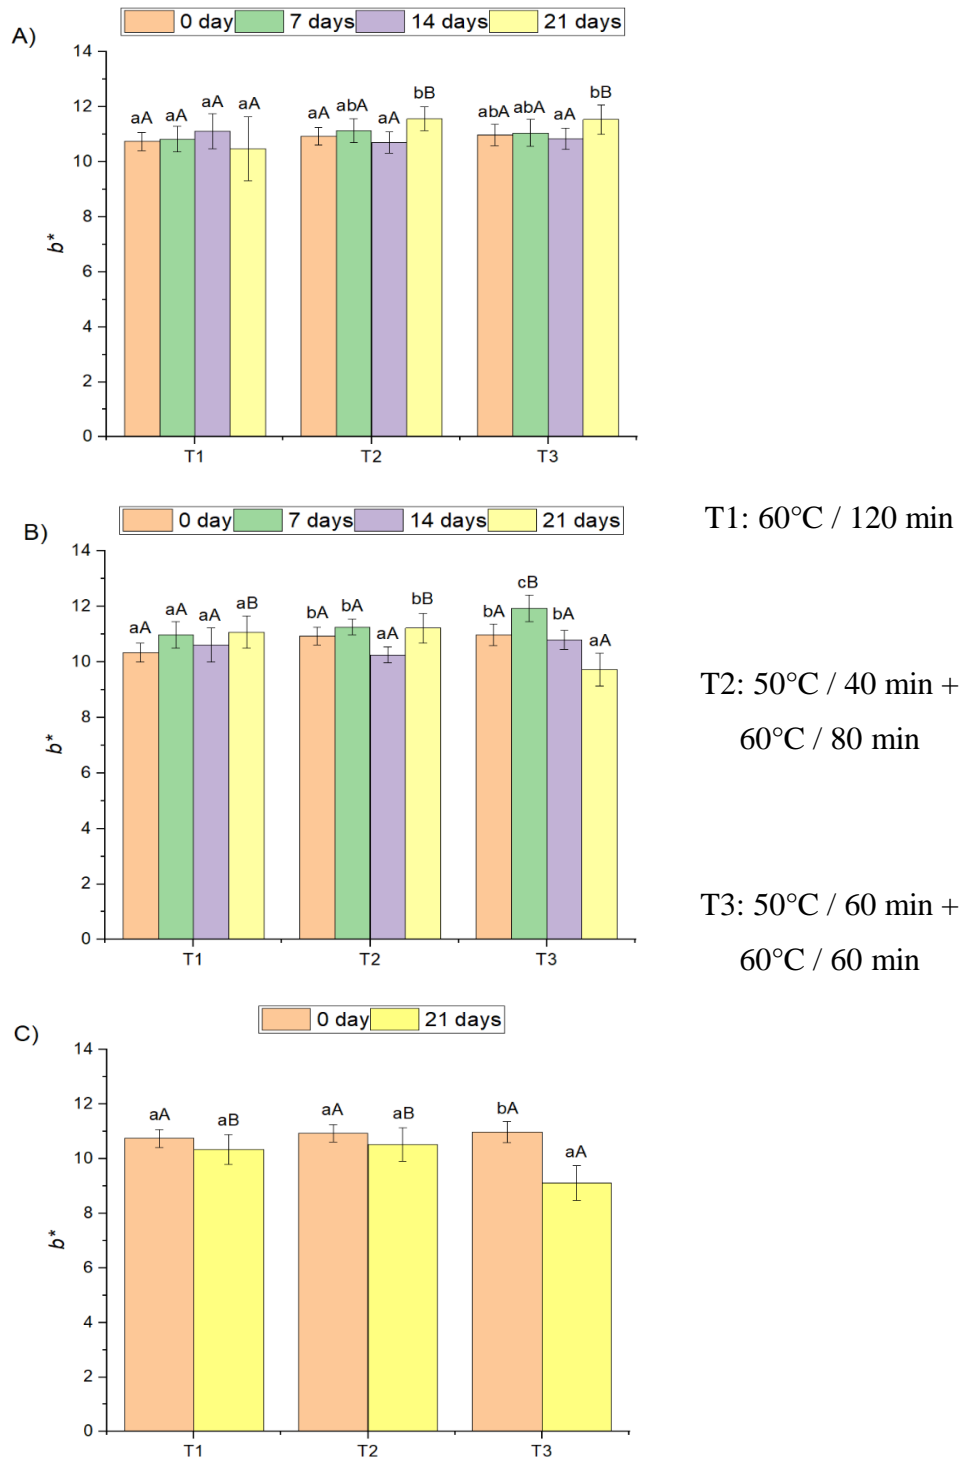 A)
0 day 7 days 14 days 21 days
14
12
10
8
6
4
2
0
b*
aA aA aA aA aA abA aA bB abA abA aA bB
T1 T2 T3
B)
0 day 7 days 14 days 21 days
14
12
10
8
6
4
2
0
b*
aA aA aA aB bA bA aA bB bA cB bA aA
T1 T2 T3
T1: 60°C / 120 min
T2: 50°C / 40 min +
60°C / 80 min
T3: 50°C / 60 min +
60°C / 60 min
C)
0 day 21 days
14
12
10
8
6
4
2
0
b*
aA aB aA aB bA aA
T1 T2 T3